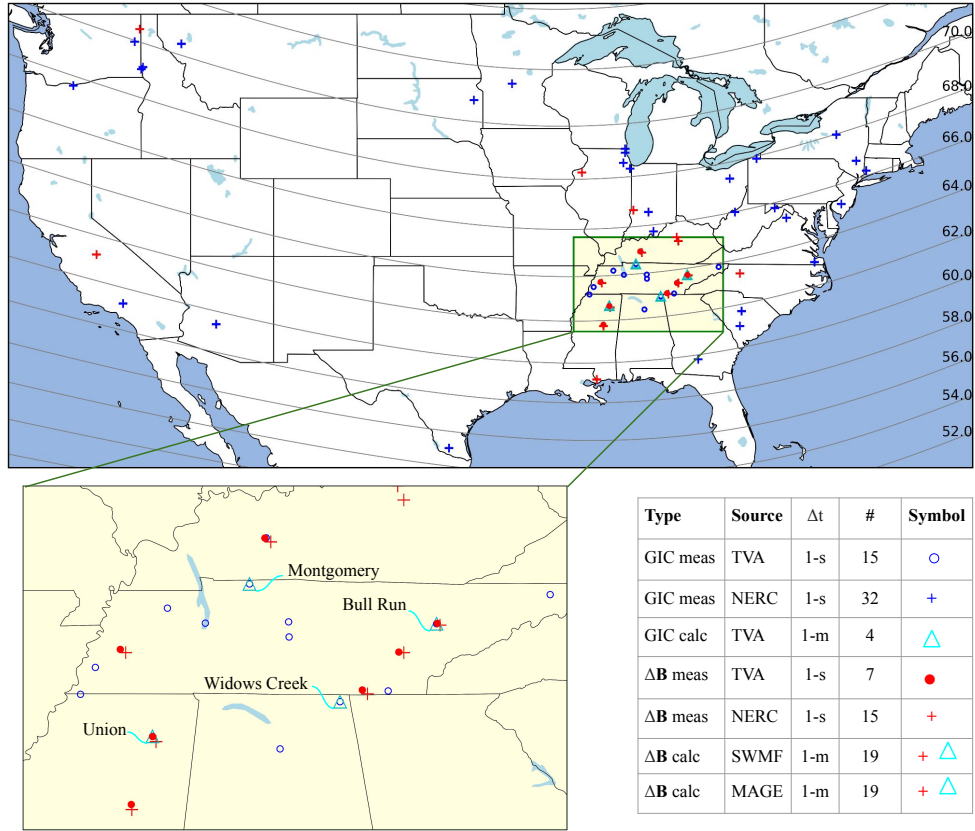 70.0
68.0
66.0
64.0
62.0
60.0
58.0
56.0
54.0
52.0
Montgomery
Bull Run
Widows Creek
Union
Type Source Δt # Symbol
GIC meas TVA 1-s 15
GIC meas NERC 1-s 32
GIC calc TVA 1-m 4
ΔB meas TVA 1-s 7
ΔB meas NERC 1-s 15
ΔB calc SWMF 1-m 19
ΔB calc MAGE 1-m 19